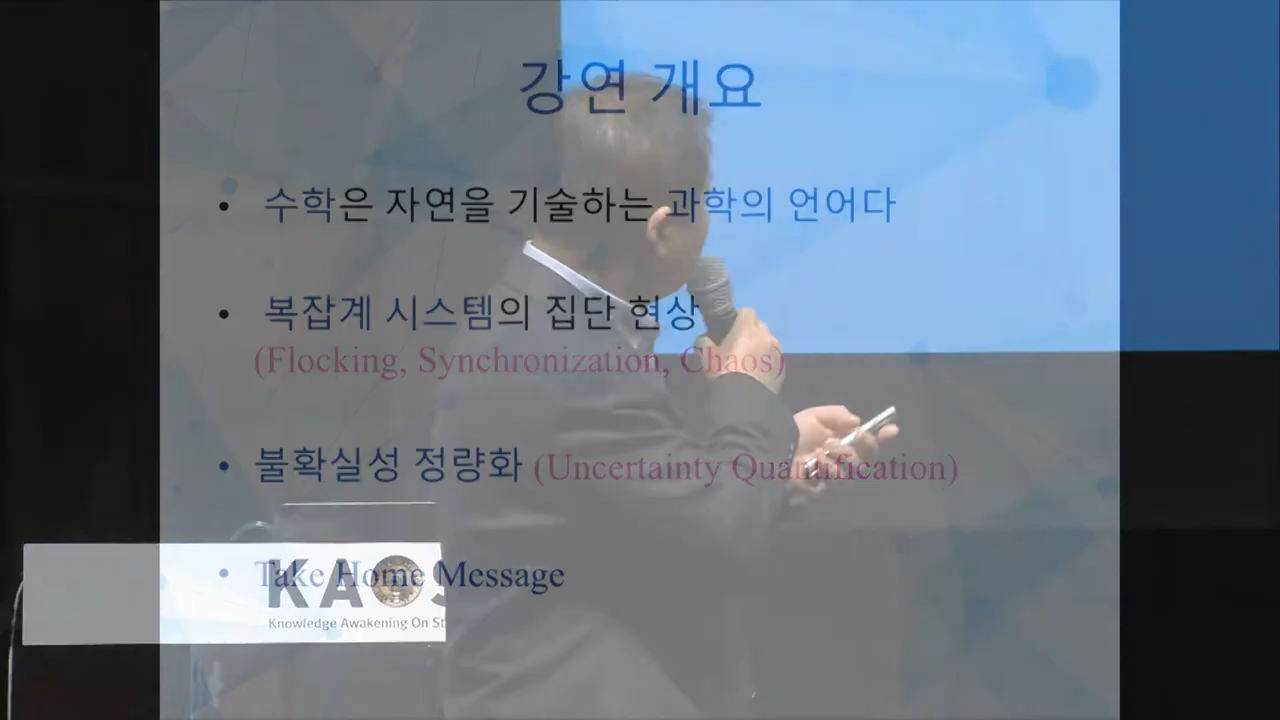 강연 개요
• 수학은 자연을 기술하는 과학의 언어다
• 복잡계 시스템의 집단 현상
(Flocking, Synchronization, Chaos)
• 불확실성 정량화 (Uncertainty Quantification)
• Take Home Message
KAOS
Knowledge Awakening On St